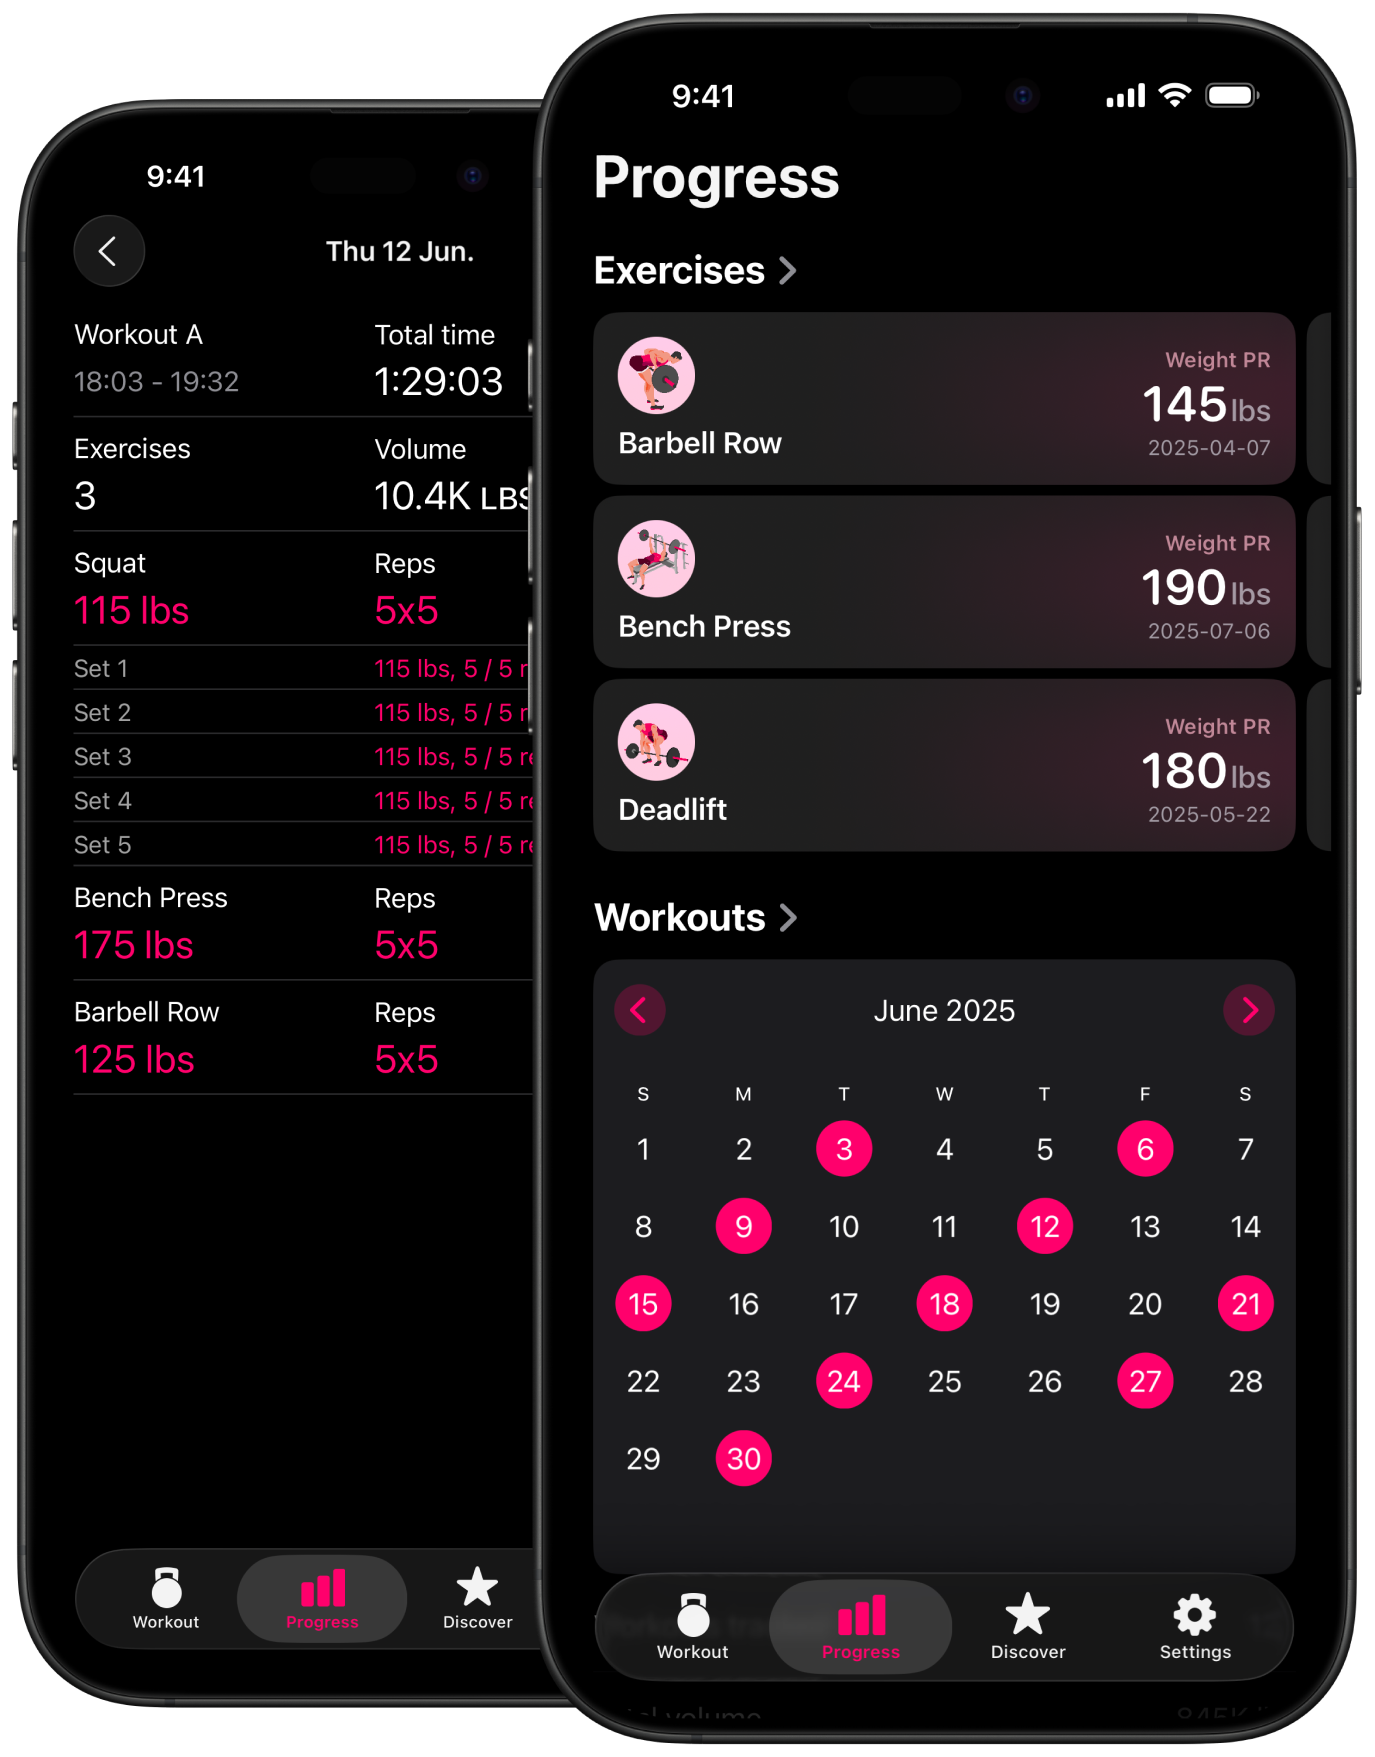 9:41
Thu 12 Jun.
Workout A Total time
18:03 - 19:32 1:29:03
Exercises Volume
3 10.4K LBS
Squat Reps
115 lbs 5x5
Set 1 115 lbs, 5 / 5 r
Set 2 115 lbs, 5 / 5 r
Set 3 115 lbs, 5 / 5 re
Set 4 115 lbs, 5 / 5 re
Set 5 115 lbs, 5 / 5 re
Bench Press Reps
175 lbs 5x5
Barbell Row Reps
125 lbs 5x5
Workout Progress Discover
9:41
Progress
Exercises
Weight PR
145 lbs
Barbell Row 2025-04-07
Weight PR
190 lbs
Bench Press 2025-07-06
Weight PR
180 lbs
Deadlift 2025-05-22
Workouts
June 2025
S M T W T F S
1 2 3 4 5 6 7
8 9 10 11 12 13 14
15 16 17 18 19 20 21
22 23 24 25 26 27 28
29 30
Workout Progress Discover Settings
volume